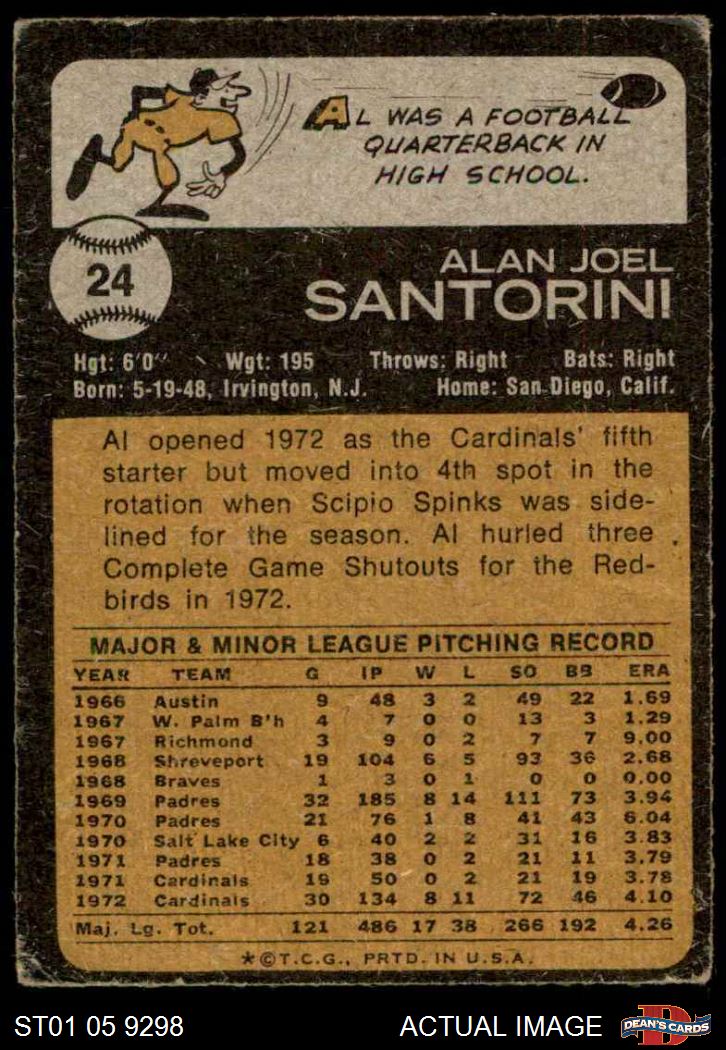 AL WAS A FOOTBALL
QUARTERBACK IN
HIGH SCHOOL.
24
ALAN JOEL
SANTORINI
Hgt: 6'0" Wgt: 195 Throws: Right Bats: Right
Born: 5-19-48, Irvington, N.J. Home: San Diego, Calif.
Al opened 1972 as the Cardinals' fifth
starter but moved into 4th spot in the
rotation when Scipio Spinks was side-
lined for the season. Al hurled three
Complete Game Shutouts for the Red-
birds in 1972.
MAJOR & MINOR LEAGUE PITCHING RECORD
YEAR TEAM G IP W L SO BB ERA
1966 Austin 9 48 3 2 49 22 1.69
1967 W. Palm B'h 4 7 0 0 13 3 1.29
1967 Richmond 3 9 0 2 7 7 9.00
1968 Shreveport 19 104 6 5 93 36 2.68
1968 Braves 1 3 0 1 0 0 0.00
1969 Padres 32 185 8 14 111 73 3.94
1970 Padres 21 76 1 8 41 43 6.04
1970 Salt Lake City 6 40 2 2 31 16 3.83
1971 Padres 18 38 0 2 21 11 3.79
1971 Cardinals 19 50 0 2 21 19 3.78
1972 Cardinals 30 134 8 11 72 46 4.10
Maj. Lg. Tot. 121 486 17 38 266 192 4.26
*©T.C.G., PRTD. IN U.S.A.
ST01 05 9298 ACTUAL IMAGE D DEAN'S CARDS